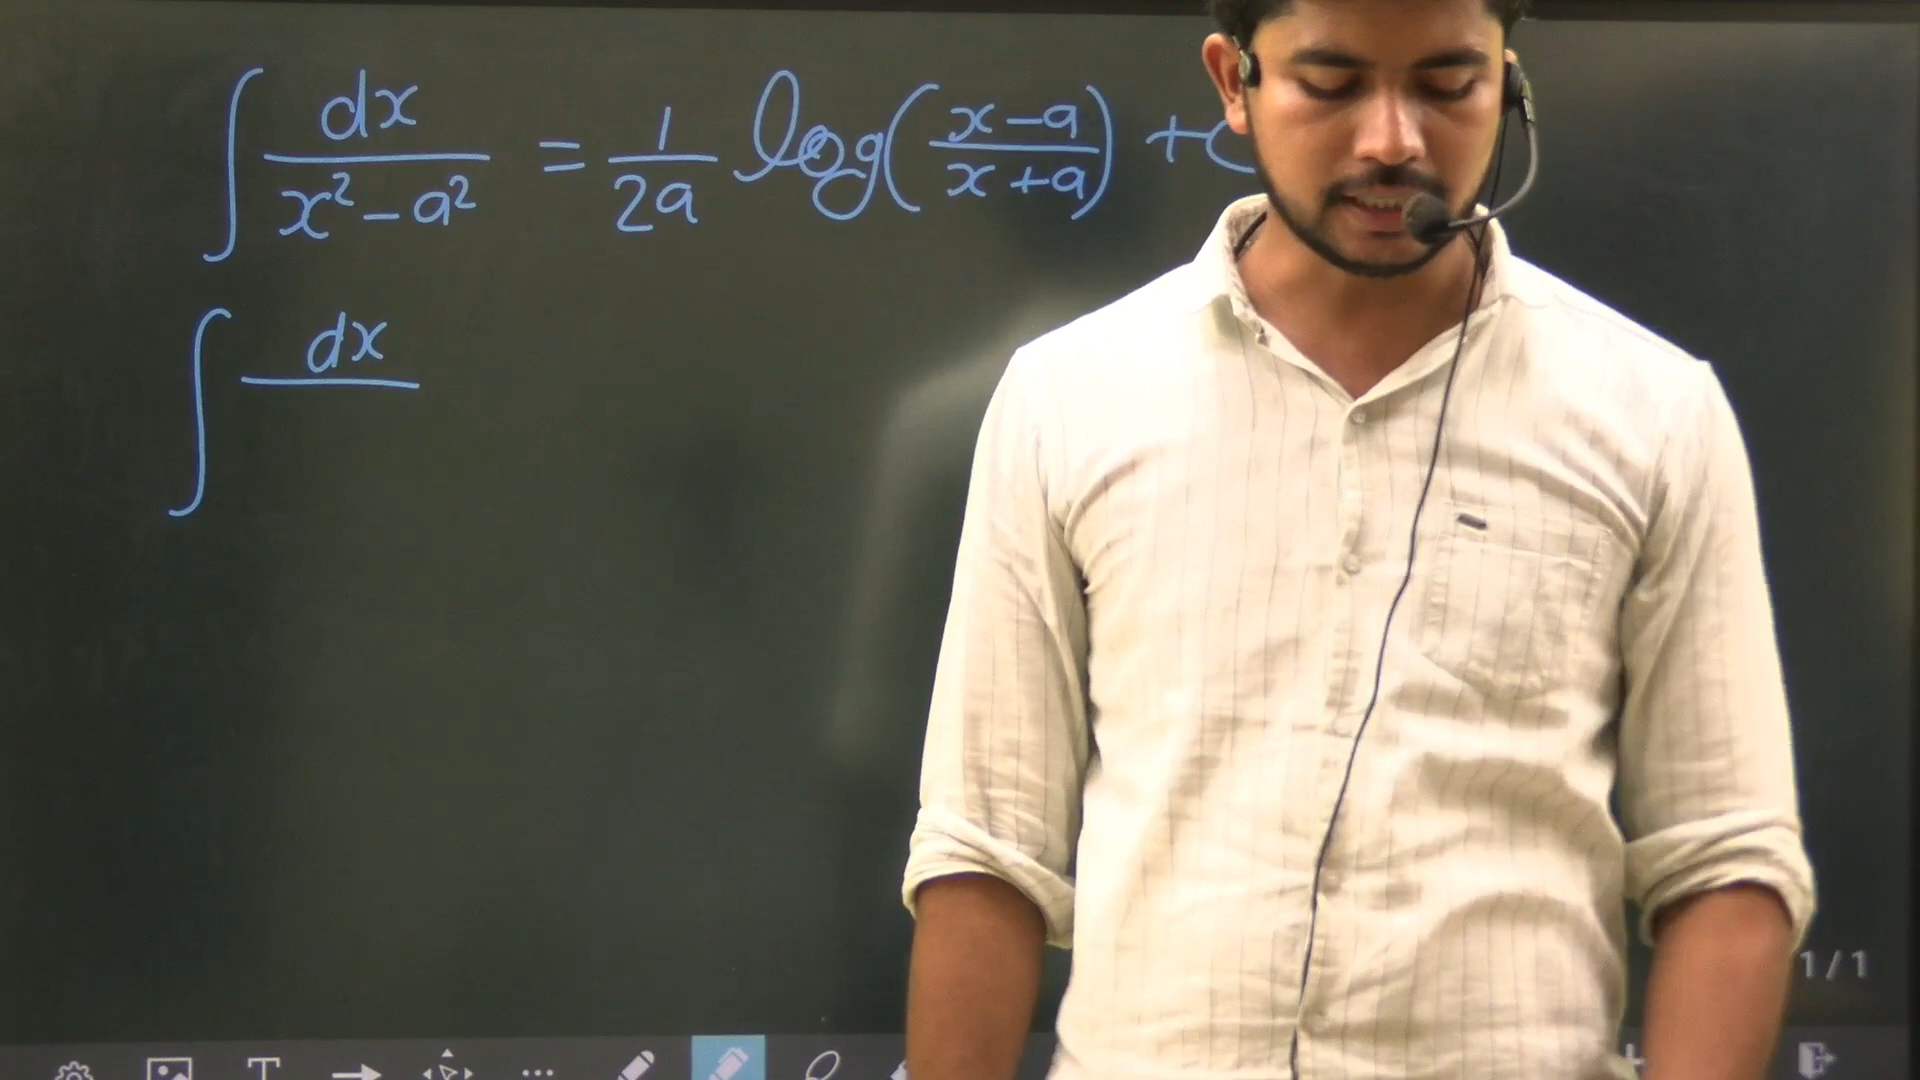 ∫ dx / (x² - a²) = 1/2a log((x-a)/(x+a)) + C
∫ dx
1/1